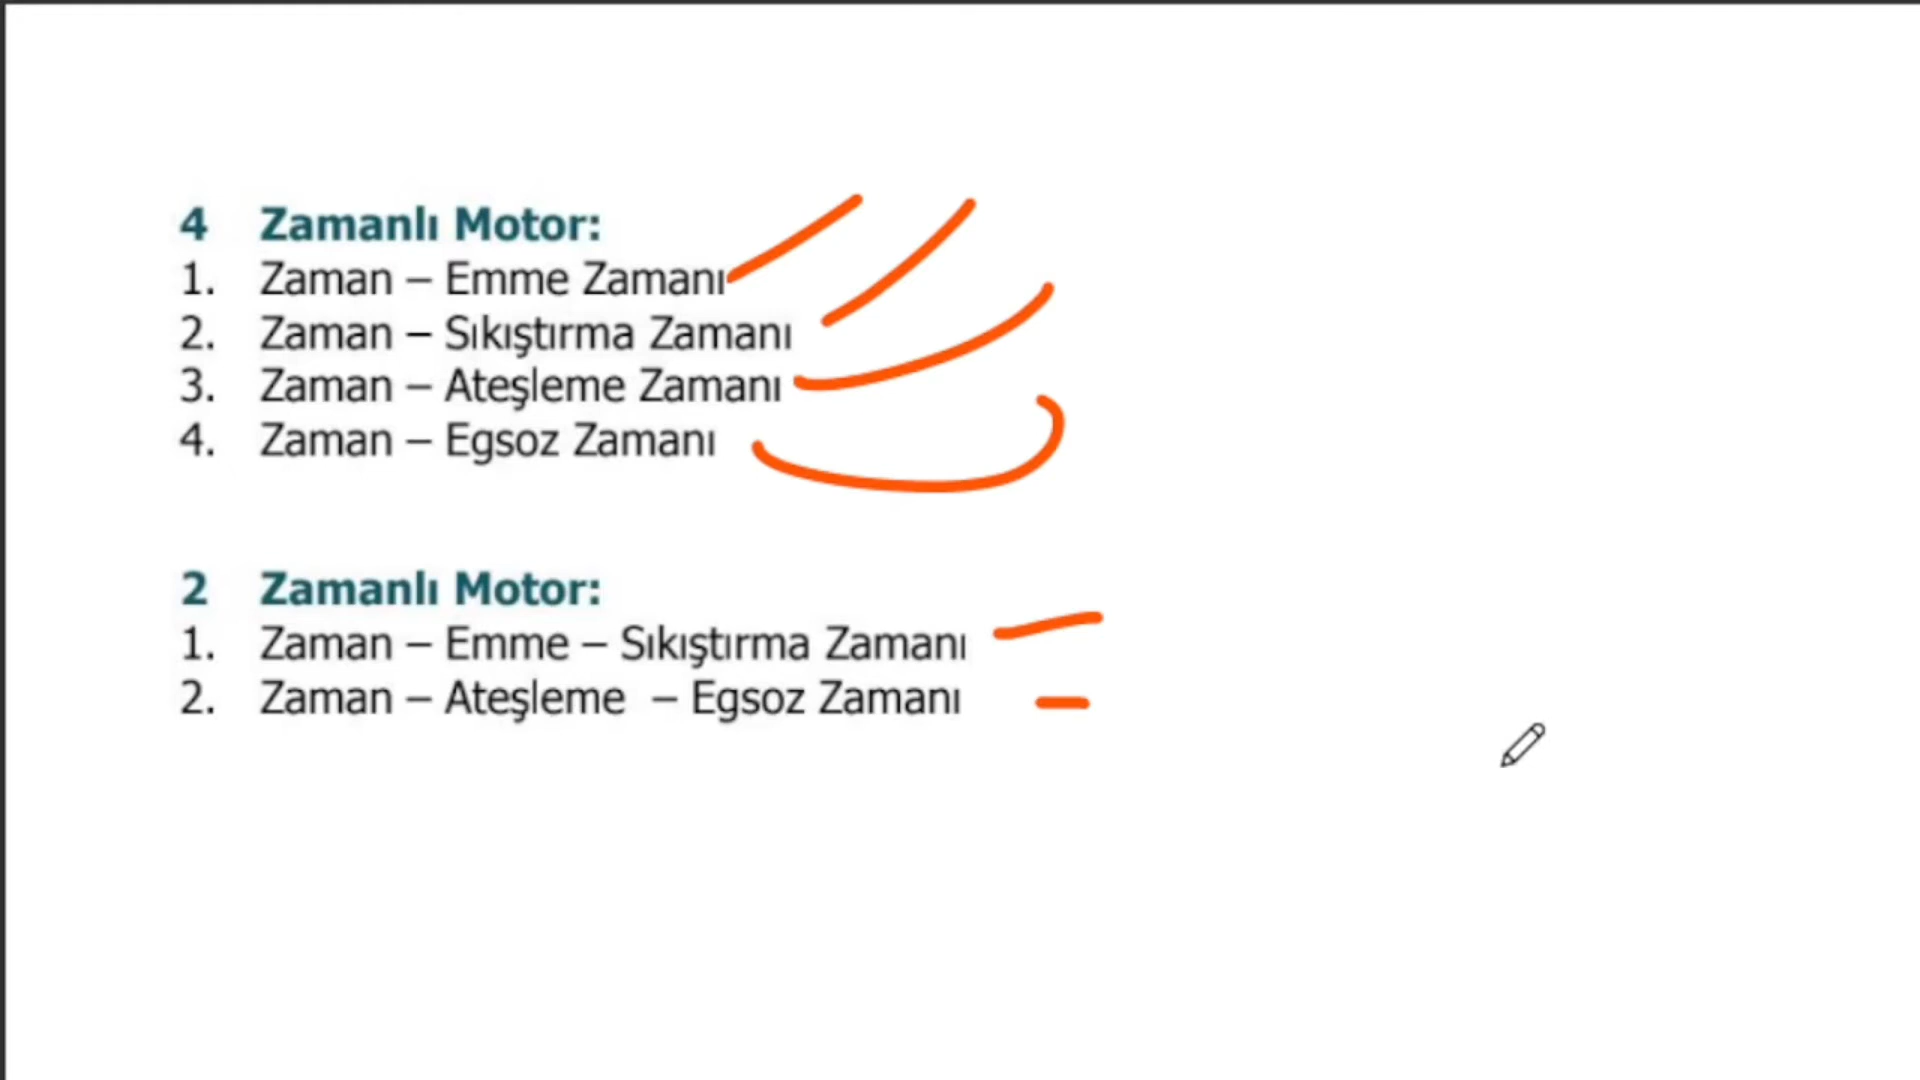 4 Zamanlı Motor:
1. Zaman – Emme Zamanı
2. Zaman – Sıkıştırma Zamanı
3. Zaman – Ateşleme Zamanı
4. Zaman – Egsoz Zamanı
2 Zamanlı Motor:
1. Zaman – Emme – Sıkıştırma Zamanı
2. Zaman – Ateşleme – Egsoz Zamanı